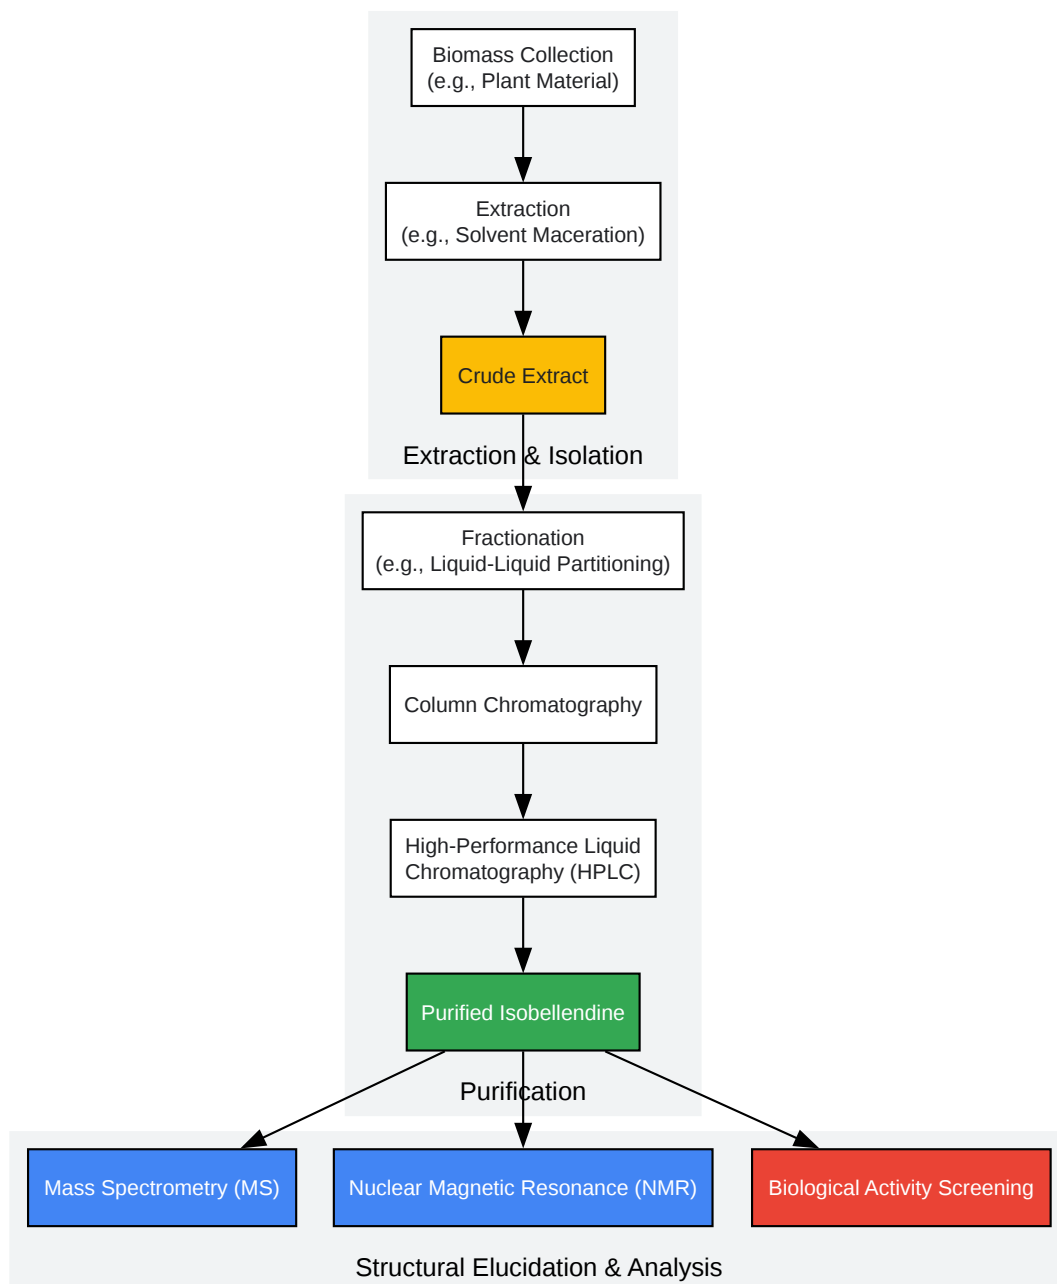 Biomass Collection
(e.g., Plant Material)
Extraction
(e.g., Solvent Maceration)
Crude Extract
Extraction & Isolation
Fractionation
(e.g., Liquid-Liquid Partitioning)
Column Chromatography
High-Performance Liquid
Chromatography (HPLC)
Purified Isobellendine
Purification
Mass Spectrometry (MS)
Nuclear Magnetic Resonance (NMR)
Biological Activity Screening
Structural Elucidation & Analysis